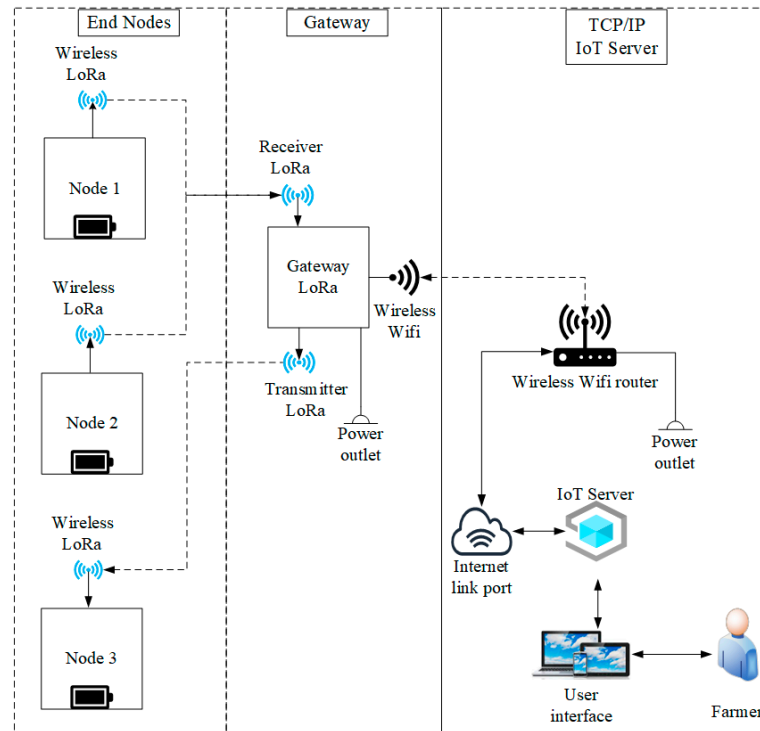 End Nodes
Gateway
TCP/IP
IoT Server
Wireless
LoRa
Node 1
Wireless
LoRa
Node 2
Wireless
LoRa
Node 3
Receiver
LoRa
Gateway
LoRa
Wireless
Wifi
Transmitter
LoRa
Power
outlet
Wireless Wifi router
Power
outlet
IoT Server
Internet
link port
User
interface
Farmer